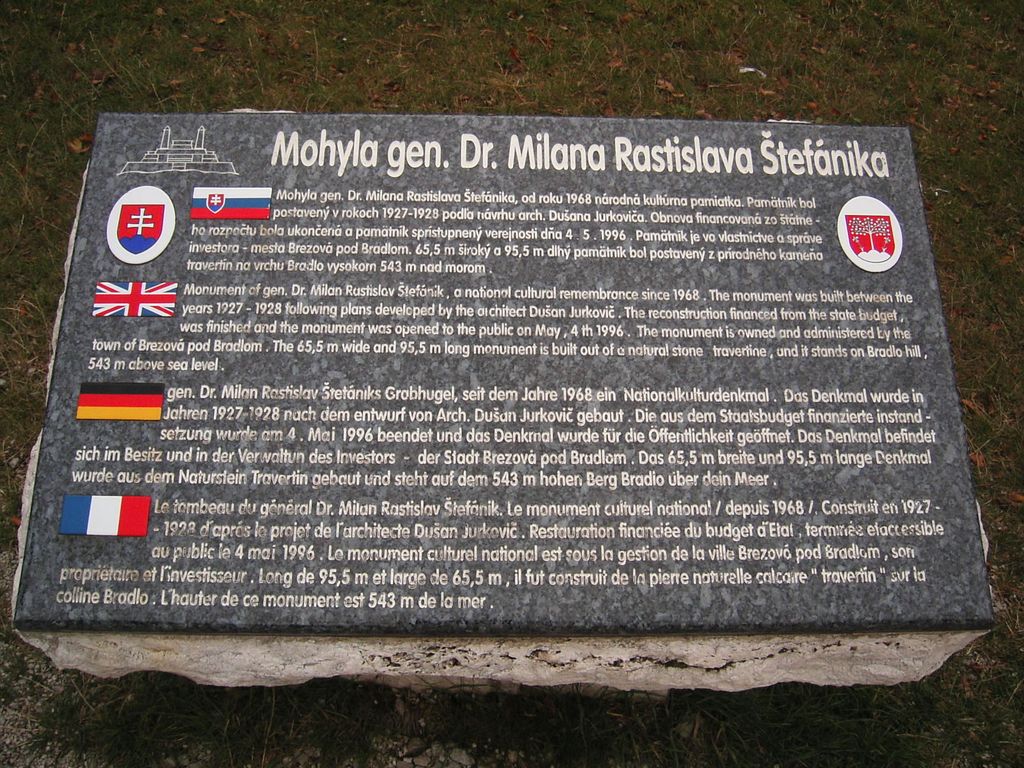 Mohyla gen. Dr. Milana Rastislava Štefánika
Mohyla gen. Dr. Milana Rastislava Štefánika, od roku 1968 národná kultúrna pamiatka. Pamätník bol
postavený v rokoch 1927-1928 podľa návrhu arch. Dušana Jurkoviča. Obnova financovaná zo štátne -
ho rozpočtu bola ukončená a pamätník sprístupnený verejnosti dňa 4 . 5 . 1996 . Pamätník je vo vlastníctve a správe
investora - mesta Brezová pod Bradlom. 65,5 m široký a 95,5 m dlhý pamätník bol postavený z prírodného kameňa
travertín na vrchu Bradlo vysokom 543 m nad morom .
Monument of gen. Dr. Milan Rastislav Štefánik , a national cultural remembrance since 1968 . The monument was built between the
years 1927 - 1928 following plans developed by the architect Dušan Jurkovič . The reconstruction financed from the state budget ,
was finished and the monument was opened to the public on May , 4 th 1996 . The monument is owned and administered by the
town of Brezová pod Bradlom . The 65,5 m wide and 95,5 m long monument is built out of a natural stone travertine , and it stands on Bradlo hill ,
543 m above sea level .
gen. Dr. Milan Rastislav Štefániks Grabhugel, seit dem Jahre 1968 ein Nationalkulturdenkmal . Das Denkmal wurde in
Jahren 1927-1928 nach dem entwurf von Arch. Dušan Jurkovič gebaut . Die aus dem Staatsbudget finanzierte instand -
setzung wurde am 4 . Mai 1996 beendet und das Denkmal wurde für die Öffentlichkeit geöffnet. Das Denkmal befindet
sich im Besitz und in der Verwaltun des Investors - der Stadt Brezová pod Brudlom . Das 65,5 m breite und 95,5 m lange Denkmal
wurde aus dem Naturstein Travertin gebaut und steht auf dem 543 m hohen Berg Bradlo über dein Meer .
Le tombeau du général Dr. Milan Rastislav Štefánik. Le monument culturel national / depuis 1968 /. Construit en 1927 -
- 1928 d'aprés le projet de l'architecte Dušan Jurkovič . Restauration financiée du budget d'Etat , terminée etaccessible
au public le 4 mai 1996 . Le monument culturel national est sous la gestion de la ville Brezová pod Bradlom , son
propriétaire et l'investisseur . Long de 95,5 m et large de 65,5 m , il fut construit de la pierre naturelle calcaire " travertin " sur la
colline Bradlo . L'hauter de ce monument est 543 m de la mer .